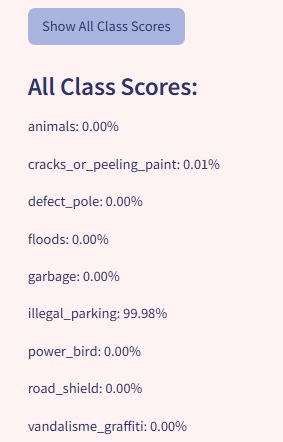 Show All Class Scores
All Class Scores:
animals: 0.00%
cracks_or_peeling_paint: 0.01%
defect_pole: 0.00%
floods: 0.00%
garbage: 0.00%
illegal_parking: 99.98%
power_bird: 0.00%
road_shield: 0.00%
vandalisme_graffiti: 0.00%